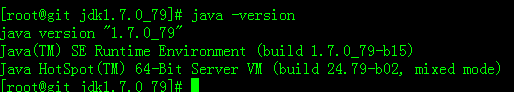 [root@git jdk1.7.0_79]# java -version
java version "1.7.0_79"
Java(TM) SE Runtime Environment (build 1.7.0_79-b15)
Java HotSpot(TM) 64-Bit Server VM (build 24.79-b02, mixed mode)
[root@git jdk1.7.0_79]#